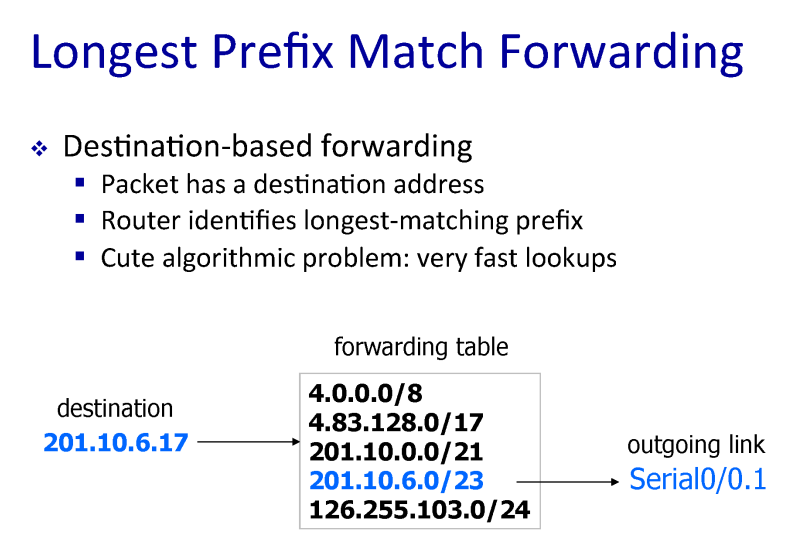 Longest Prefix Match Forwarding
❖ Destination-based forwarding
▪ Packet has a destination address
▪ Router identifies longest-matching prefix
▪ Cute algorithmic problem: very fast lookups
forwarding table
destination
201.10.6.17
4.0.0.0/8
4.83.128.0/17
201.10.0.0/21
201.10.6.0/23
126.255.103.0/24
outgoing link
Serial0/0.1